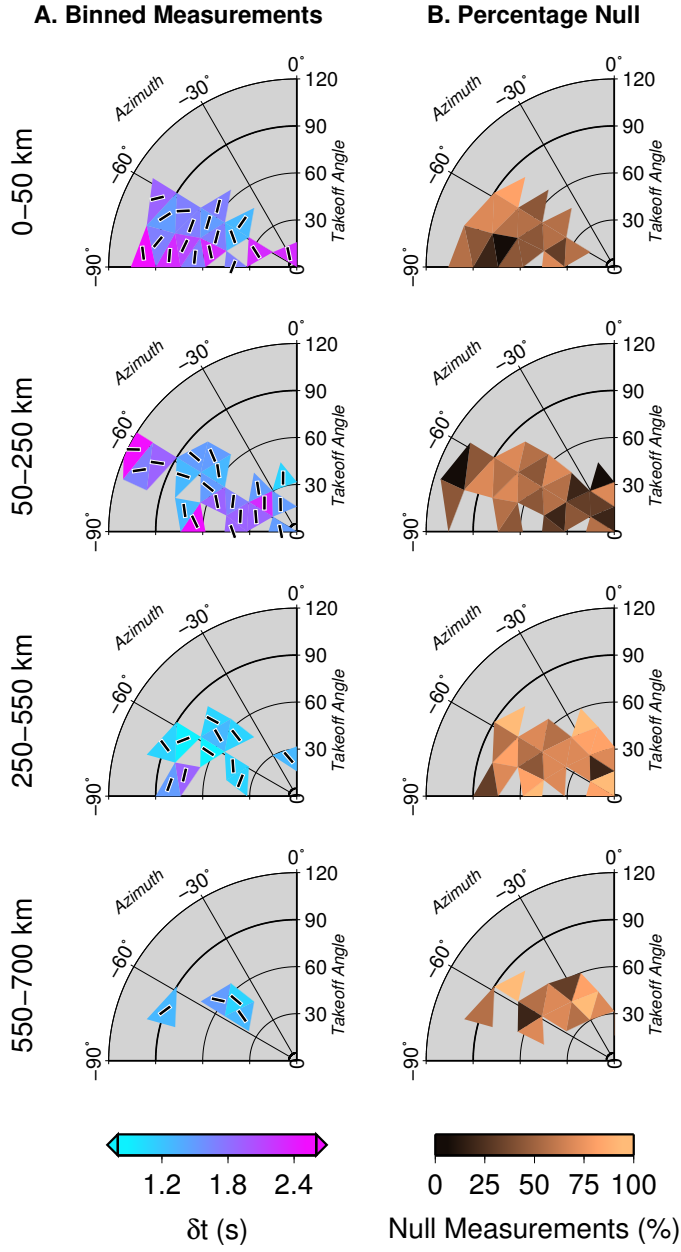 A. Binned Measurements
B. Percentage Null
0–50 km
Azimuth
−90°
−60°
−30°
0°
120
90
60
30
0
Takeoff Angle
Azimuth
−90°
−60°
−30°
0°
120
90
60
30
0
Takeoff Angle
50–250 km
Azimuth
−90°
−60°
−30°
0°
120
90
60
30
0
Takeoff Angle
Azimuth
−90°
−60°
−30°
0°
120
90
60
30
0
Takeoff Angle
250–550 km
Azimuth
−90°
−60°
−30°
0°
120
90
60
30
0
Takeoff Angle
Azimuth
−90°
−60°
−30°
0°
120
90
60
30
0
Takeoff Angle
550–700 km
Azimuth
−90°
−60°
−30°
0°
120
90
60
30
0
Takeoff Angle
Azimuth
−90°
−60°
−30°
0°
120
90
60
30
0
Takeoff Angle
1.2 1.8 2.4
δt (s)
0 25 50 75 100
Null Measurements (%)